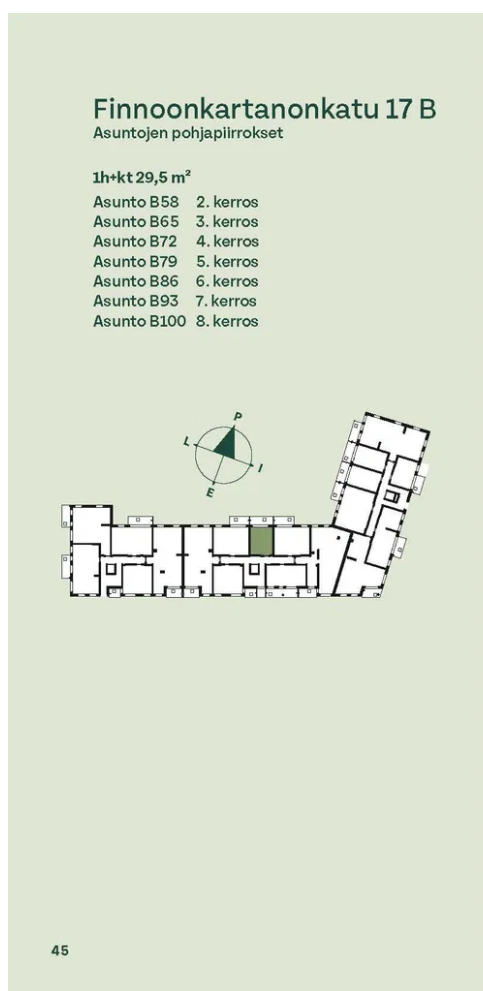 Finnoonkartanonkatu 17 B
Asuntojen pohjapiirrokset
1h+kt 29,5 m²
Asunto B58 2. kerros
Asunto B65 3. kerros
Asunto B72 4. kerros
Asunto B79 5. kerros
Asunto B86 6. kerros
Asunto B93 7. kerros
Asunto B100 8. kerros
P
L
I
E
45